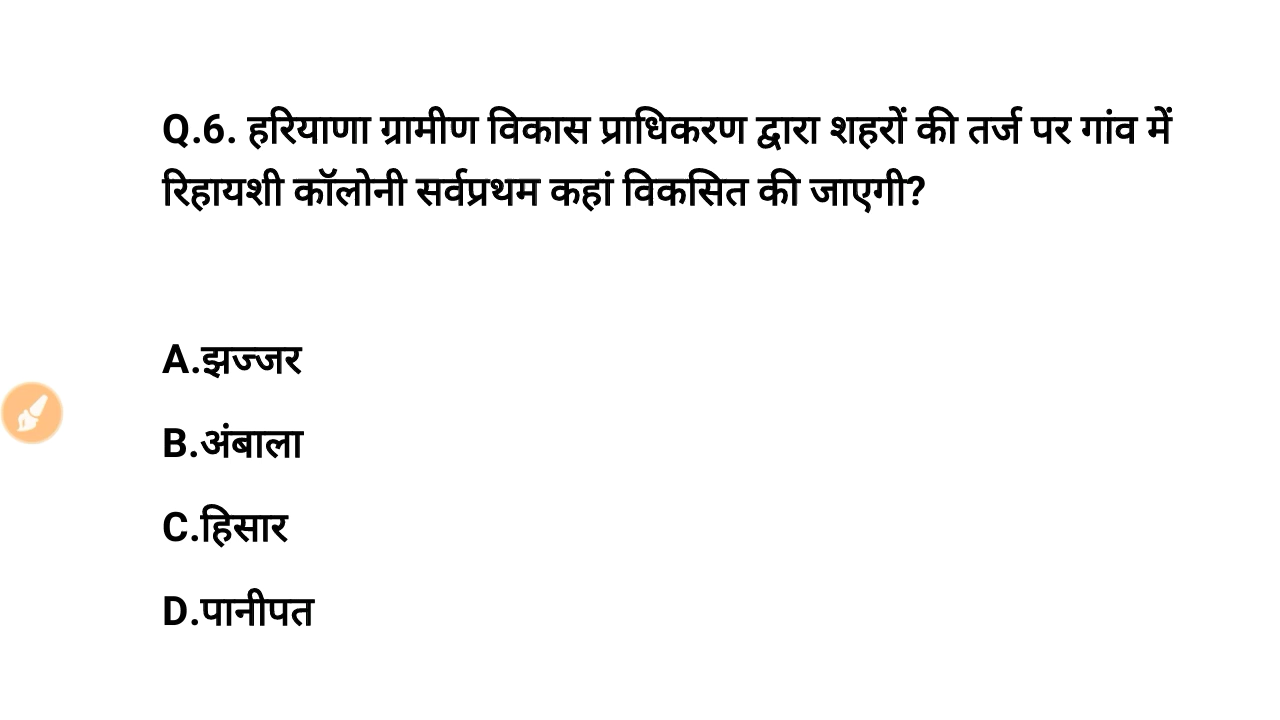 Q.6. हरियाणा ग्रामीण विकास प्राधिकरण द्वारा शहरों की तर्ज पर गांव में
रिहायशी कॉलोनी सर्वप्रथम कहां विकसित की जाएगी?
A.झज्जर
B.अंबाला
C.हिसार
D.पानीपत